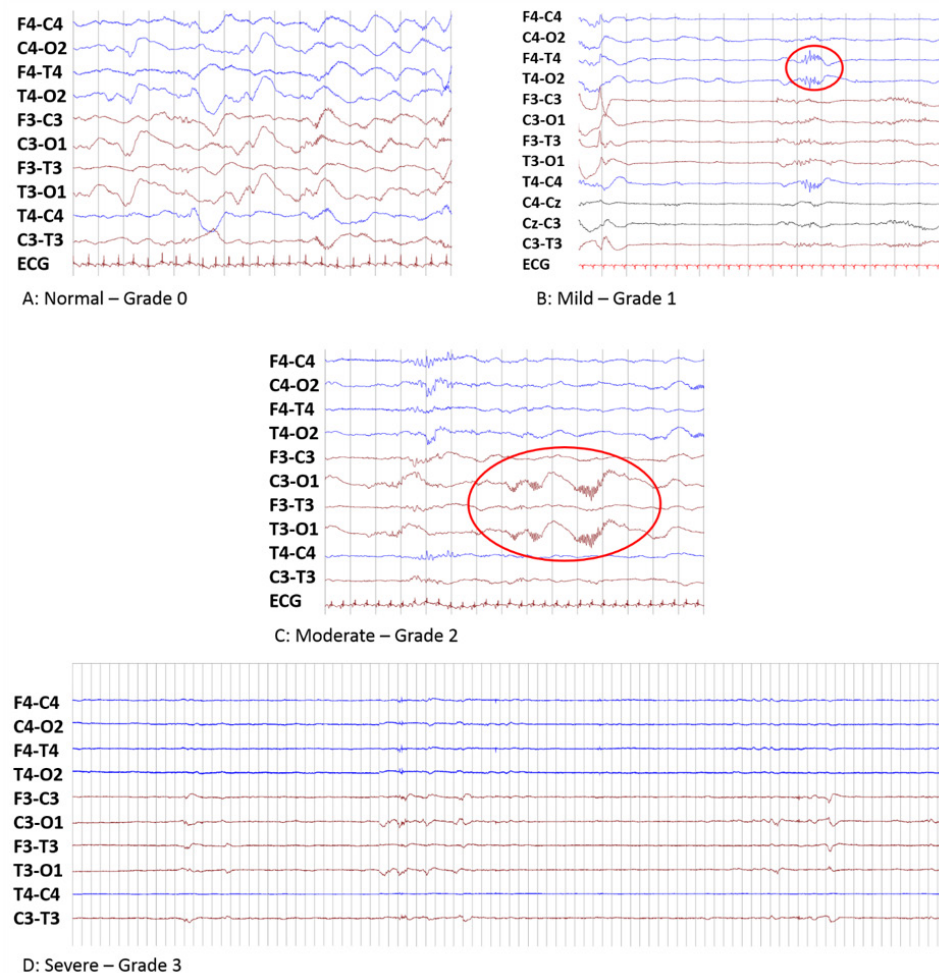 F4-C4
C4-O2
F4-T4
T4-O2
F3-C3
C3-O1
F3-T3
T3-O1
T4-C4
C3-T3
ECG
A: Normal – Grade 0
F4-C4
C4-O2
F4-T4
T4-O2
F3-C3
C3-O1
F3-T3
T3-O1
T4-C4
C4-Cz
Cz-C3
C3-T3
ECG
B: Mild – Grade 1
F4-C4
C4-O2
F4-T4
T4-O2
F3-C3
C3-O1
F3-T3
T3-O1
T4-C4
C3-T3
ECG
C: Moderate – Grade 2
F4-C4
C4-O2
F4-T4
T4-O2
F3-C3
C3-O1
F3-T3
T3-O1
T4-C4
C3-T3
D: Severe – Grade 3